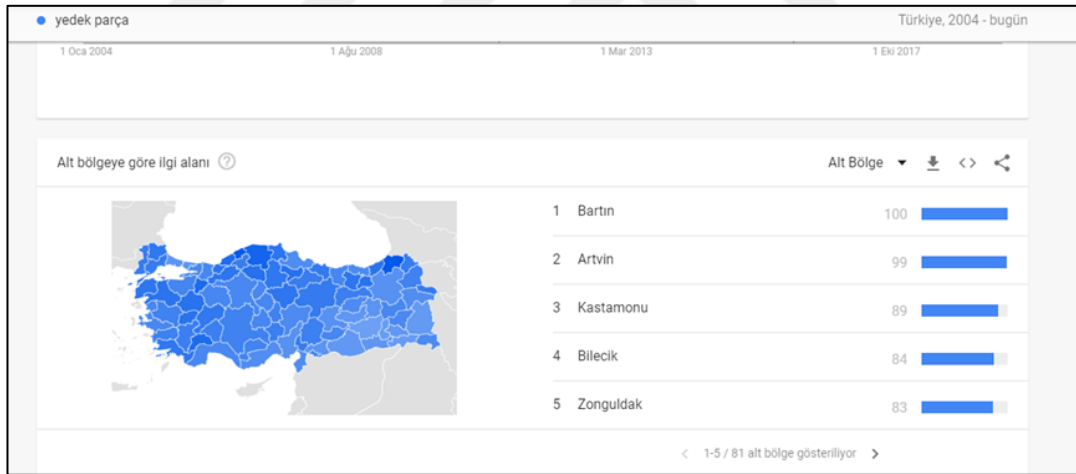 yedek parça
Türkiye, 2004 - bugün
1 Oca 2004
1 Ağu 2008
1 Mar 2013
1 Eki 2017
Alt bölgeye göre ilgi alanı ?
Alt Bölge
1 Bartın 100
2 Artvin 99
3 Kastamonu 89
4 Bilecik 84
5 Zonguldak 83
1-5 / 81 alt bölge gösteriliyor